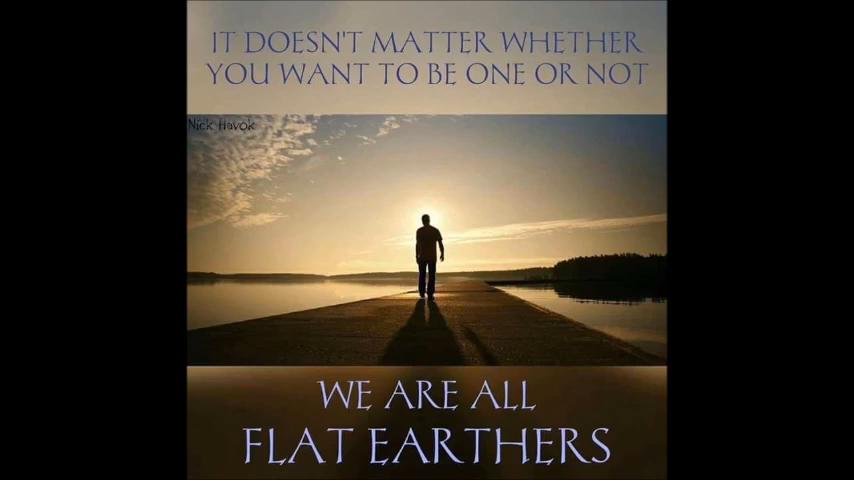 IT DOESN'T MATTER WHETHER
YOU WANT TO BE ONE OR NOT
Nick Havok
WE ARE ALL
FLAT EARTHERS